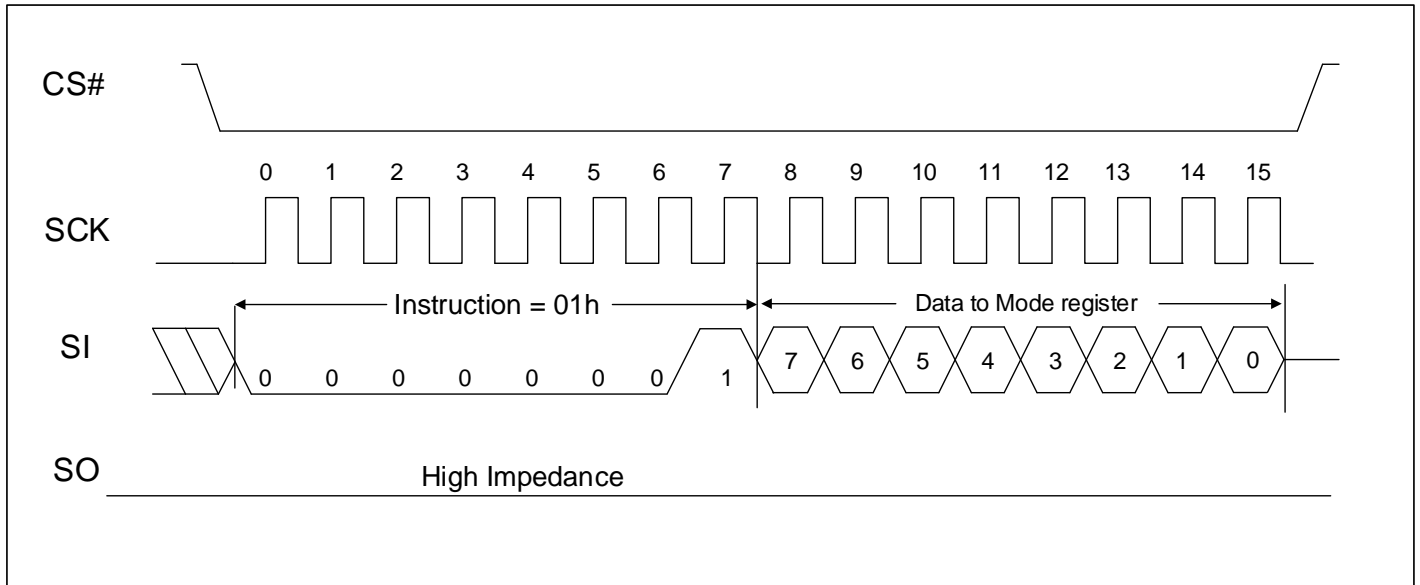 CS#
0 1 2 3 4 5 6 7 8 9 10 11 12 13 14 15
SCK
Instruction = 01h Data to Mode register
SI
0 0 0 0 0 0 0 1 7 6 5 4 3 2 1 0
SO
High Impedance